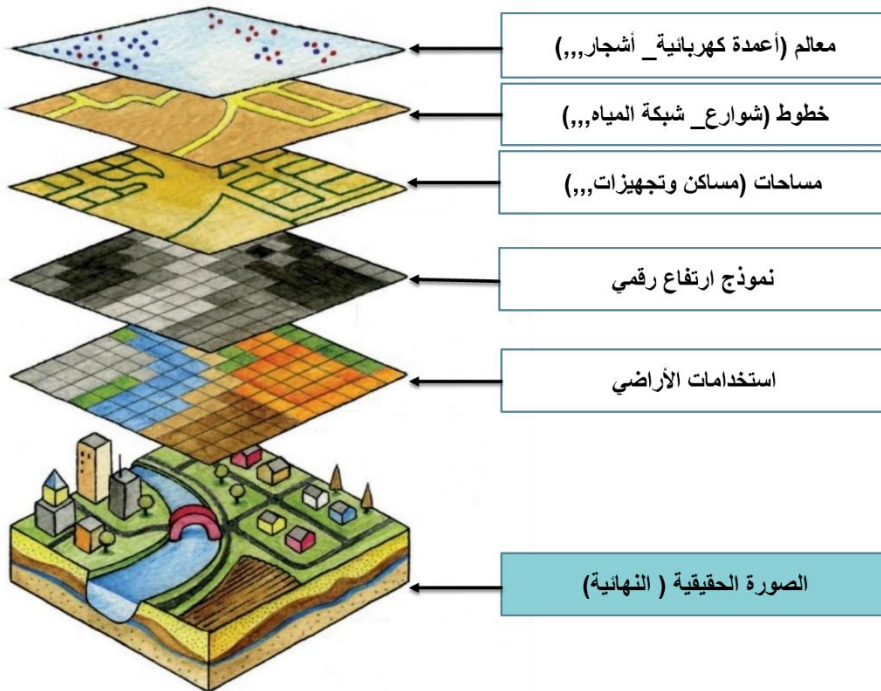 معالم (أعمدة كهربائية_ أشجار,,,)
خطوط (شوارع_ شبكة المياه,,,)
مساحات (مساكن وتجهيزات,,,)
نموذج ارتفاع رقمي
استخدامات الأراضي
الصورة الحقيقية ( النهائية)